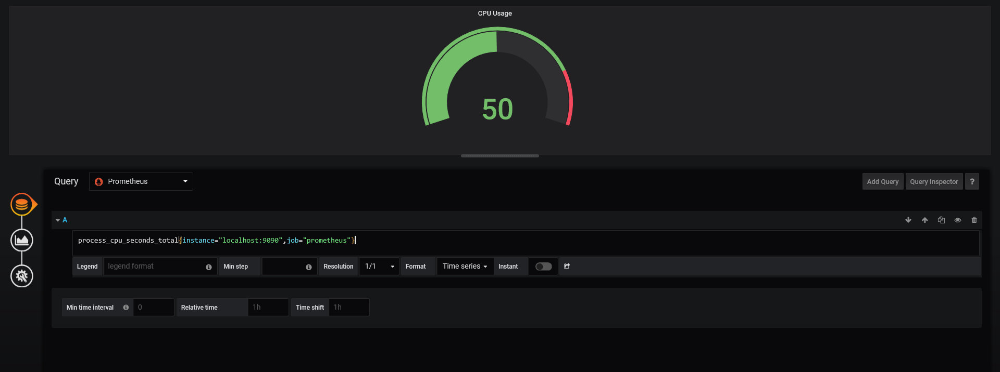 CPU Usage
50
Query Prometheus Add Query Query Inspector ?
A
process_cpu_seconds_total{instance="localhost:9090",job="prometheus"}
Legend legend format Min step Resolution 1/1 Format Time series Instant
Min time interval 0 Relative time 1h Time shift 1h